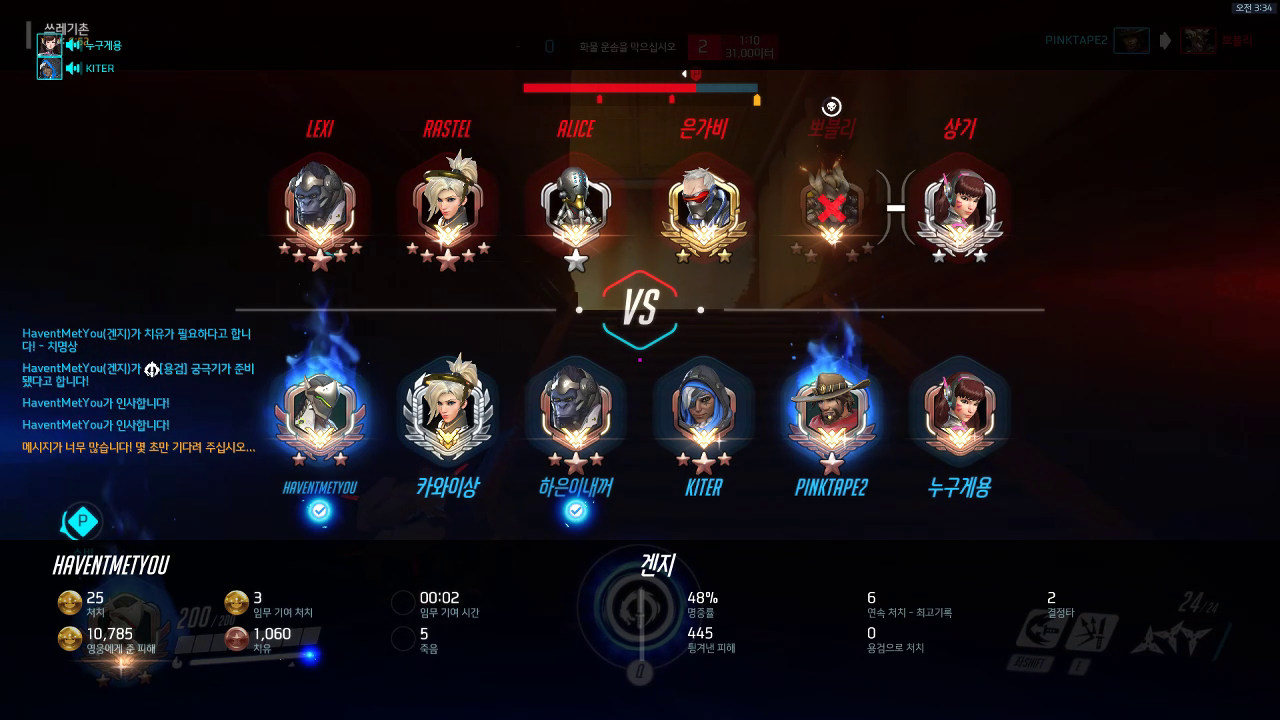 오전 3:34
쓰레기촌
누구게용
KITER
0
화물 운송을 막으십시오
2
1:10
31.00미터
PINKTAPE2
뽀블리
LEXI
RASTEL
ALICE
은가비
뽀블리
상기
VS
HaventMetYou(겐지)가 치유가 필요하다고 합니
다! - 치명상
HaventMetYou(겐지)가 [용검] 궁극기가 준비
됐다고 합니다!
HaventMetYou가 인사합니다!
HaventMetYou가 인사합니다!
메시지가 너무 많습니다! 몇 초만 기다려 주십시오...
HAVENTMETYOU
카와이상
하은이내꺼
KITER
PINKTAPE2
누구게용
P
HAVENTMETYOU
겐지
25
처치
3
임무 기여 처치
00:02
임무 기여 시간
48%
명중률
6
연속 처치 - 최고기록
2
결정타
10,785
영웅에게 준 피해
1,060
치유
5
죽음
445
튕겨낸 피해
0
용검으로 처치
200/200
Q
좌SHIFT
E
24/24